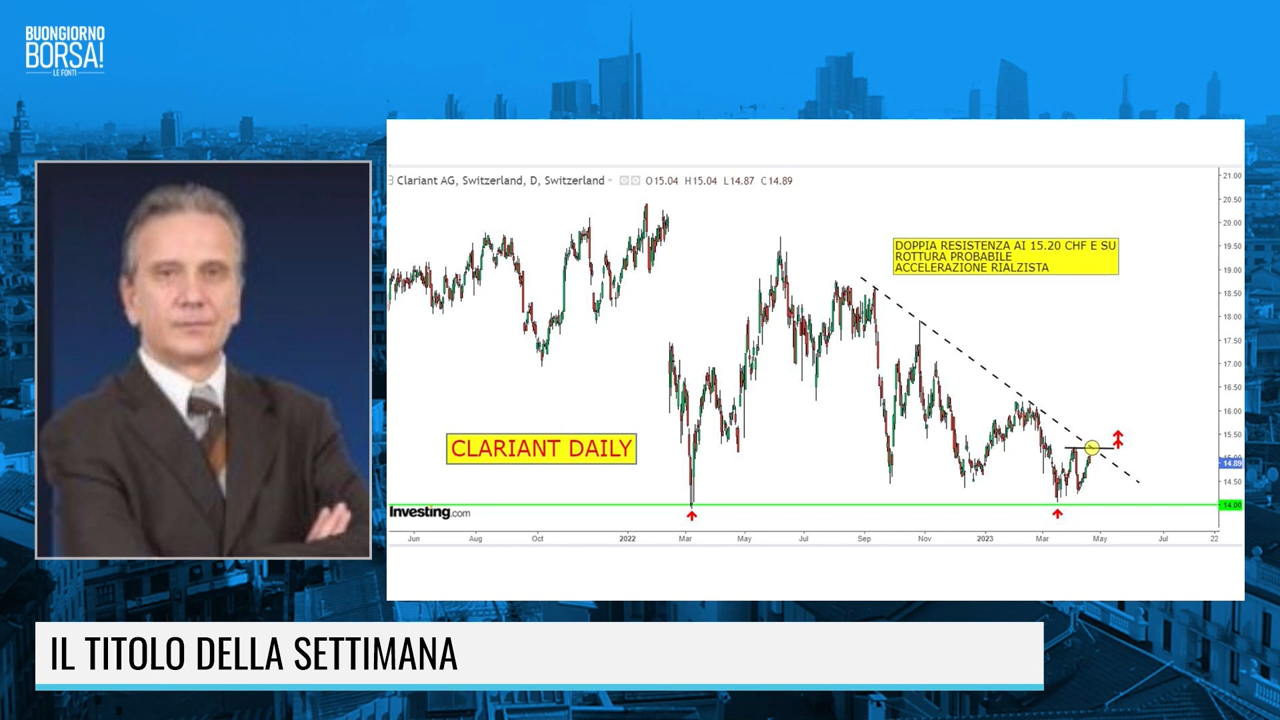 BUONGIORNO
BORSA!
LE FONTI
Clariant AG, Switzerland, D, Switzerland O15.04 H15.04 L14.87 C14.89
DOPPIA RESISTENZA AI 15.20 CHF E SU
ROTTURA PROBABILE
ACCELERAZIONE RIALZISTA
CLARIANT DAILY
Investing.com
21.00
20.50
20.00
19.50
19.00
18.50
18.00
17.50
17.00
16.50
16.00
15.50
15.00
14.89
14.50
14.00
Jun Aug Oct 2022 Mar May Jul Sep Nov 2023 Mar May Jul 22
IL TITOLO DELLA SETTIMANA